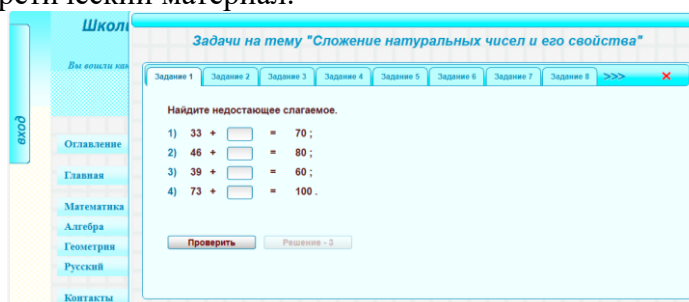 ретический материал.
Школ
Задачи на тему "Сложение натуральных чисел и его свойства"
Вы вошли как
вход
Задание 1 Задание 2 Задание 3 Задание 4 Задание 5 Задание 6 Задание 7 Задание 8 >>>
Найдите недостающее слагаемое.
1) 33 + = 70 ;
2) 46 + = 80 ;
3) 39 + = 60 ;
4) 73 + = 100 .
Проверить Решение - 3
Оглавление
Главная
Математика
Алгебра
Геометрия
Русский
Контакты